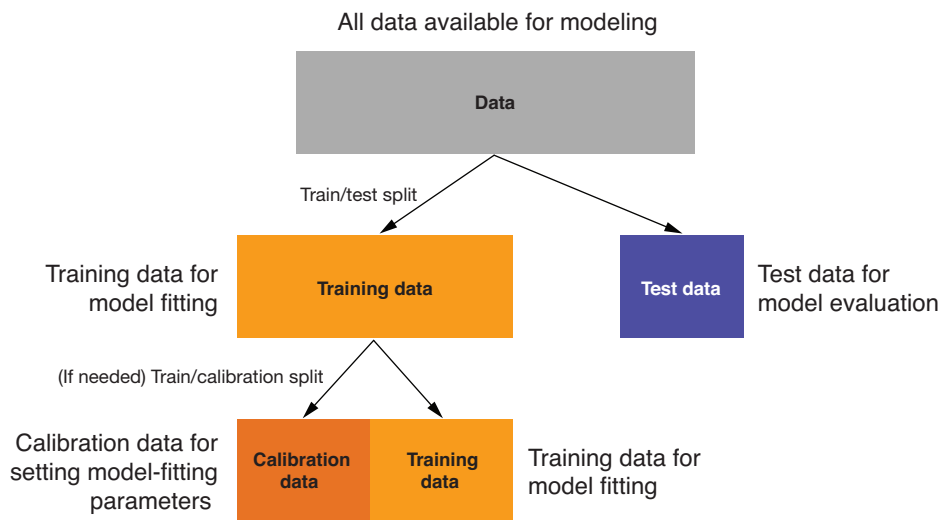 All data available for modeling
Data
Train/test split
Training data for
model fitting
Training data
Test data
Test data for
model evaluation
(If needed) Train/calibration split
Calibration data for
setting model-fitting
parameters
Calibration
data
Training
data
Training data for
model fitting